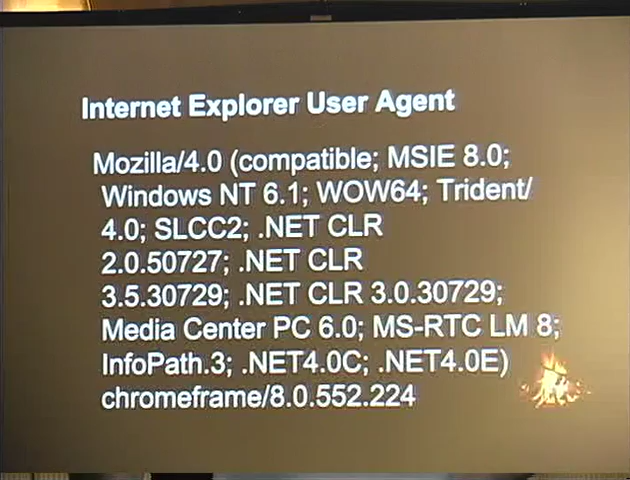 Internet Explorer User Agent
Mozilla/4.0 (compatible; MSIE 8.0;
Windows NT 6.1; WOW64; Trident/
4.0; SLCC2; .NET CLR
2.0.50727; .NET CLR
3.5.30729; .NET CLR 3.0.30729;
Media Center PC 6.0; MS-RTC LM 8;
InfoPath.3; .NET4.0C; .NET4.0E)
chromeframe/8.0.552.224